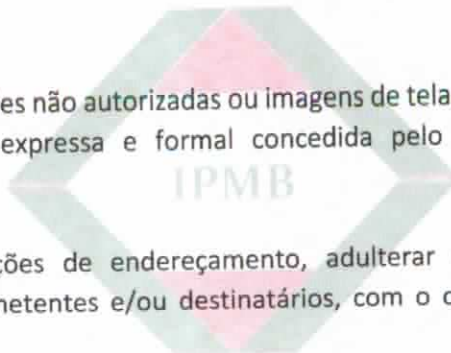 es não autorizadas ou imagens de tela
expressa e formal concedida pelo
IPMB
ções de endereçamento, adulterar
netentes e/ou destinatários, com o